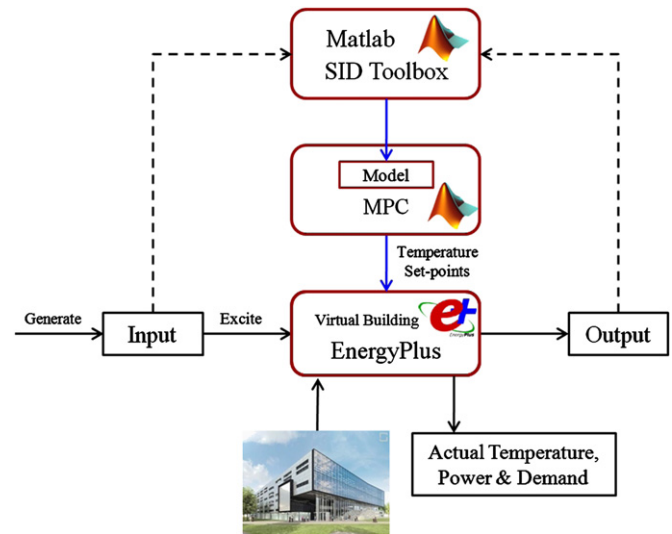 Matlab
SID Toolbox
Model
MPC
Temperature
Set-points
Generate
Input
Excite
Virtual Building
e+
EnergyPlus
EnergyPlus
Output
Actual Temperature,
Power & Demand